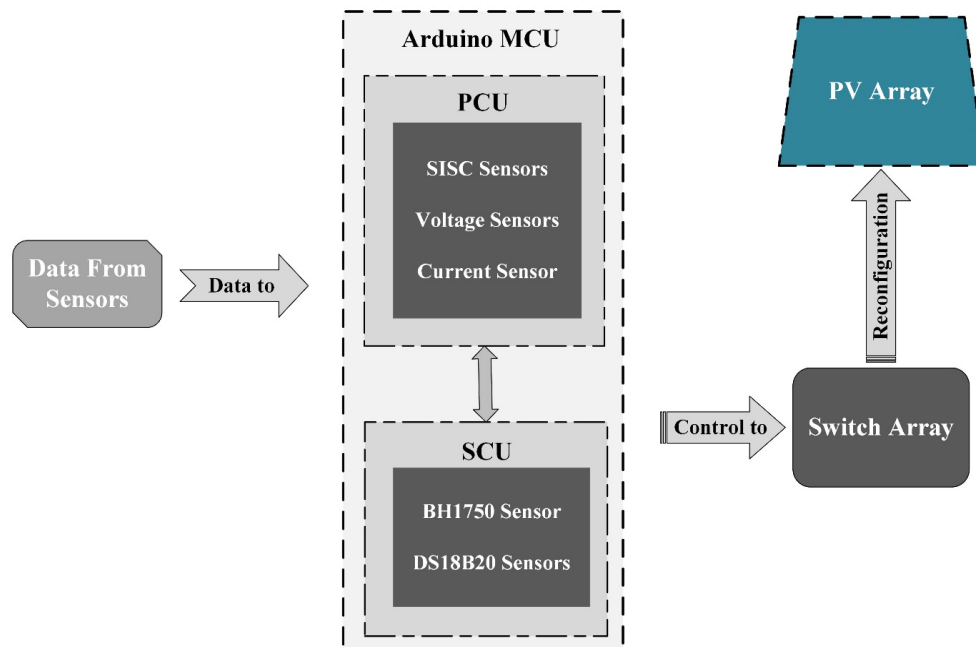 Arduino MCU
PCU
SISC Sensors
Voltage Sensors
Current Sensor
Data From
Sensors
Data to
SCU
BH1750 Sensor
DS18B20 Sensors
Control to
Switch Array
Reconfiguration
PV Array